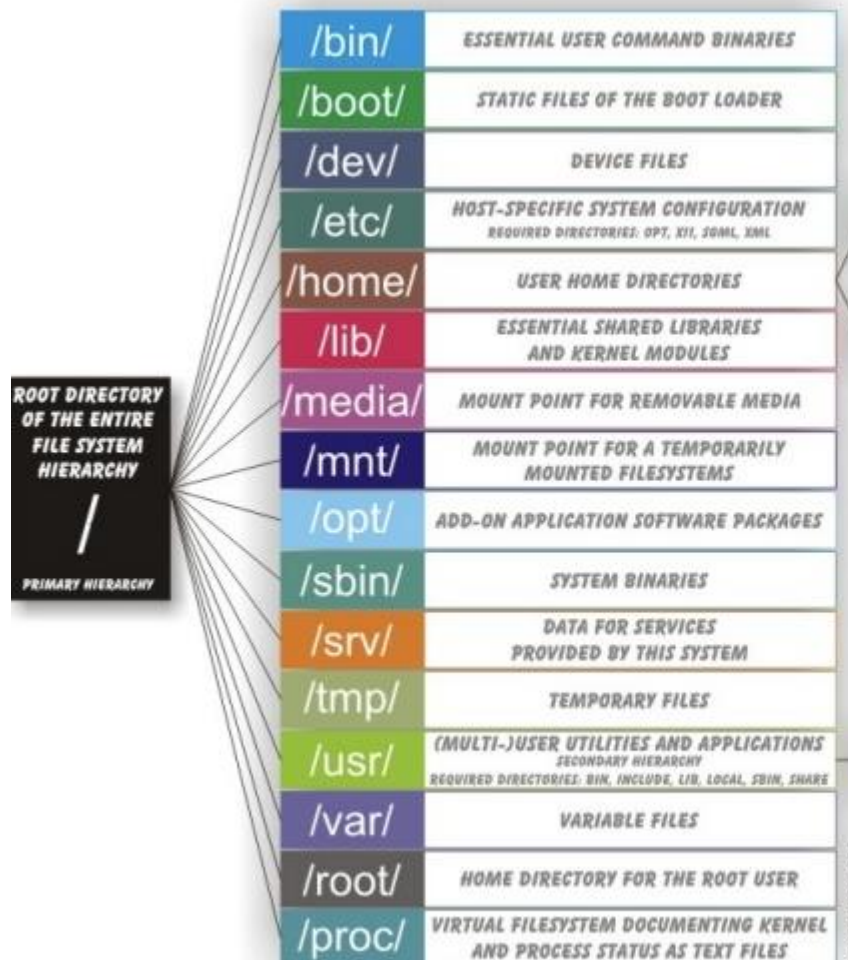 /bin/
ESSENTIAL USER COMMAND BINARIES
/boot/
STATIC FILES OF THE BOOT LOADER
/dev/
DEVICE FILES
/etc/
HOST-SPECIFIC SYSTEM CONFIGURATION
REQUIRED DIRECTORIES: OPT, XII, SGML, XML
/home/
USER HOME DIRECTORIES
/lib/
ESSENTIAL SHARED LIBRARIES
AND KERNEL MODULES
/media/
MOUNT POINT FOR REMOVABLE MEDIA
/mnt/
MOUNT POINT FOR A TEMPORARILY
MOUNTED FILESYSTEMS
/opt/
ADD-ON APPLICATION SOFTWARE PACKAGES
/sbin/
SYSTEM BINARIES
/srv/
DATA FOR SERVICES
PROVIDED BY THIS SYSTEM
/tmp/
TEMPORARY FILES
/usr/
(MULTI-)USER UTILITIES AND APPLICATIONS
SECONDARY HIERARCHY
REQUIRED DIRECTORIES: BIN, INCLUDE, LIB, LOCAL, SBIN, SHARE
/var/
VARIABLE FILES
/root/
HOME DIRECTORY FOR THE ROOT USER
/proc/
VIRTUAL FILESYSTEM DOCUMENTING KERNEL
AND PROCESS STATUS AS TEXT FILES
ROOT DIRECTORY
OF THE ENTIRE
FILE SYSTEM
HIERARCHY
/
PRIMARY HIERARCHY